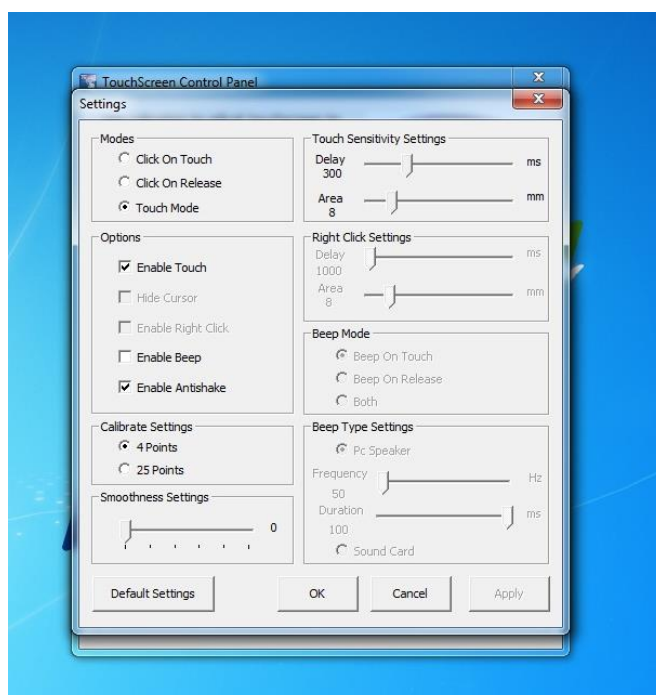 TouchScreen Control Panel
Settings
Modes
Click On Touch
Click On Release
Touch Mode
Options
Enable Touch
Hide Cursor
Enable Right Click
Enable Beep
Enable Antishake
Calibrate Settings
4 Points
25 Points
Smoothness Settings
0
Touch Sensitivity Settings
Delay ms
300
Area mm
8
Right Click Settings
Delay ms
1000
Area mm
8
Beep Mode
Beep On Touch
Beep On Release
Both
Beep Type Settings
Pc Speaker
Frequency Hz
50
Duration ms
100
Sound Card
Default Settings OK Cancel Apply